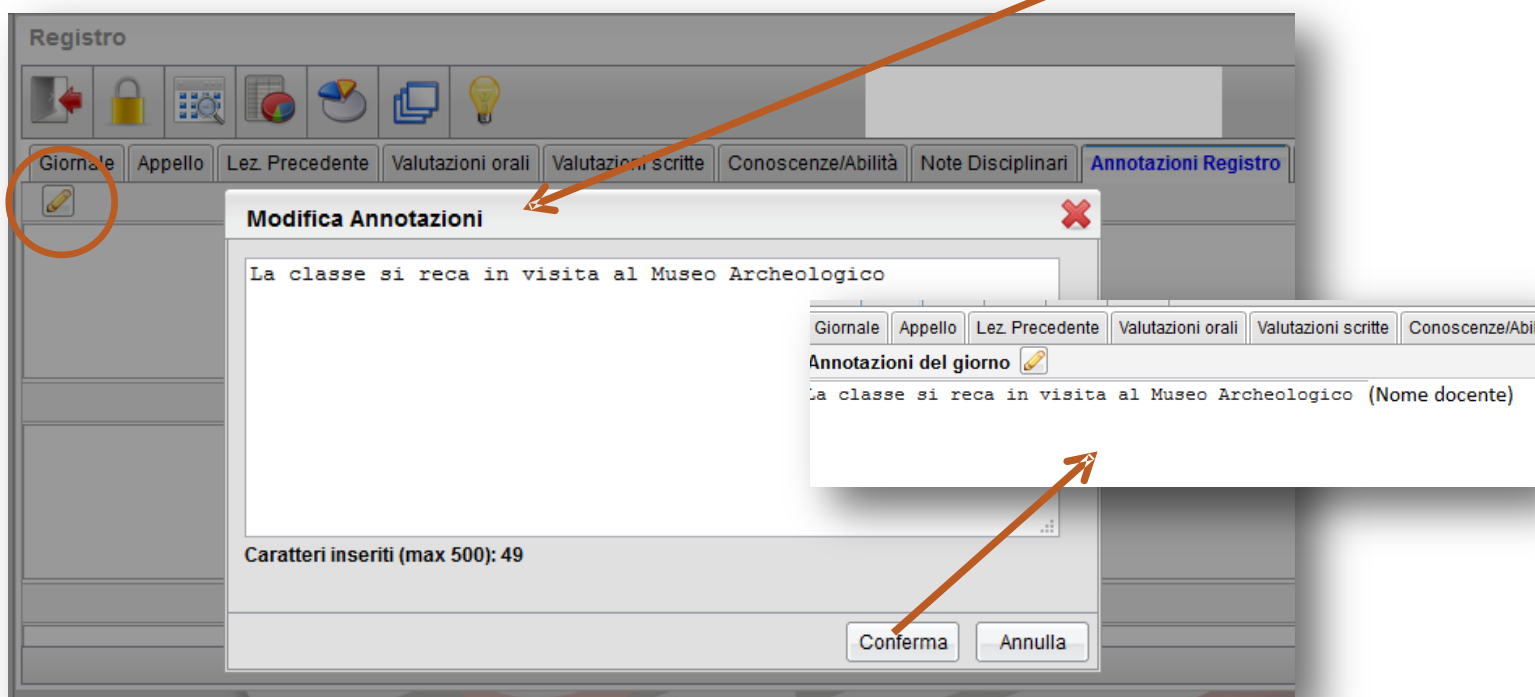 Registro
Giornale Appello Lez. Precedente Valutazioni orali Valutazioni scritte Conoscenze/Abilità Note Disciplinari Annotazioni Registro
Modifica Annotazioni
La classe si reca in visita al Museo Archeologico
Caratteri inseriti (max 500): 49
Conferma Annulla
Giornale Appello Lez. Precedente Valutazioni orali Valutazioni scritte Conoscenze/Abil
Annotazioni del giorno
La classe si reca in visita al Museo Archeologico (Nome docente)